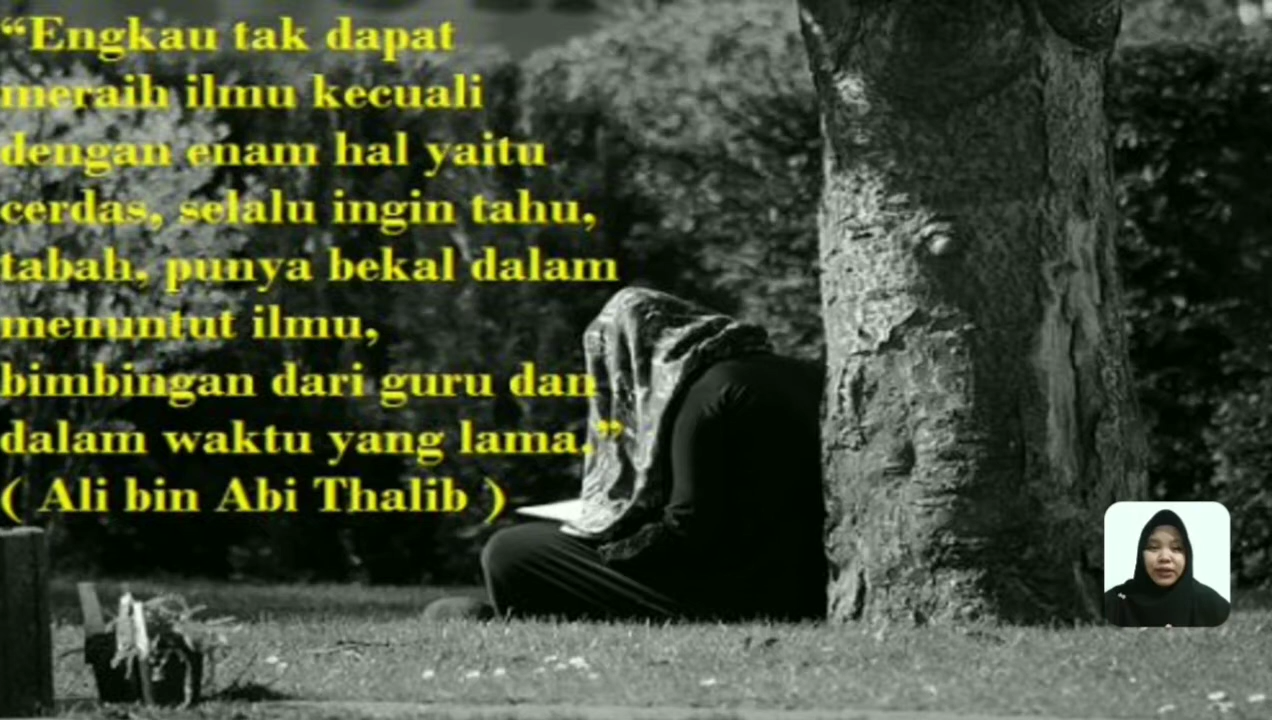 “Engkau tak dapat
meraih ilmu kecuali
dengan enam hal yaitu
cerdas, selalu ingin tahu,
tabah, punya bekal dalam
menuntut ilmu,
bimbingan dari guru dan
dalam waktu yang lama.”
( Ali bin Abi Thalib )